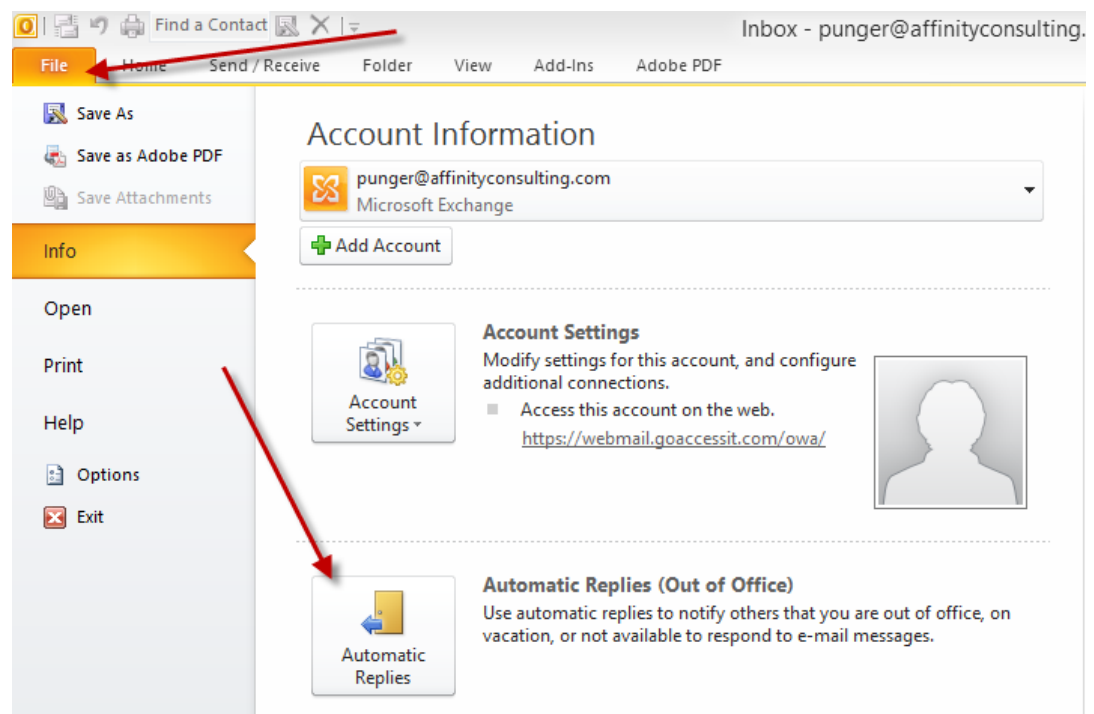 Find a Contact
Inbox - punger@affinityconsulting.
File Home Send / Receive Folder View Add-Ins Adobe PDF
Save As
Save as Adobe PDF
Save Attachments
Info
Open
Print
Help
Options
Exit
Account Information
punger@affinityconsulting.com
Microsoft Exchange
Add Account
Account
Settings
Account Settings
Modify settings for this account, and configure
additional connections.
Access this account on the web.
https://webmail.goaccessit.com/owa/
Automatic
Replies
Automatic Replies (Out of Office)
Use automatic replies to notify others that you are out of office, on
vacation, or not available to respond to e-mail messages.